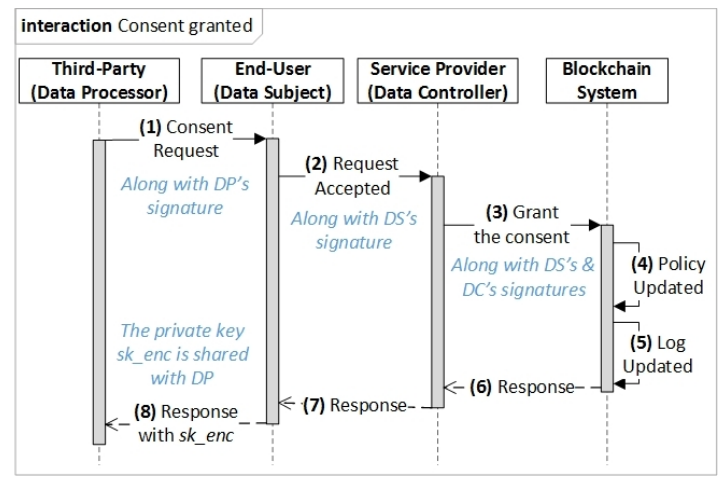 interaction Consent granted
Third-Party
(Data Processor)
End-User
(Data Subject)
Service Provider
(Data Controller)
Blockchain
System
(1) Consent
Request
Along with DP's
signature
(2) Request
Accepted
Along with DS's
signature
(3) Grant
the consent
Along with DS's &
DC's signatures
(4) Policy
Updated
(5) Log
Updated
(6) Response
(7) Response
The private key
sk_enc is shared
with DP
(8) Response
with sk_enc